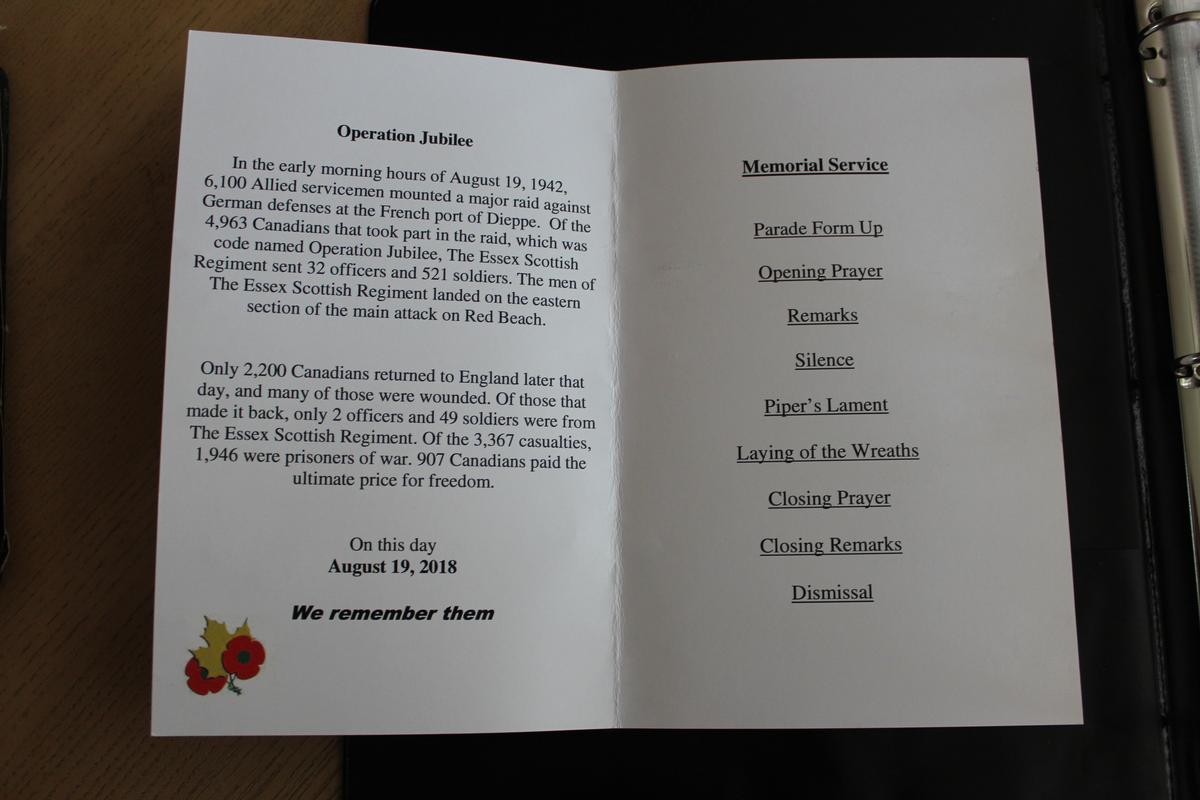 Operation Jubilee
In the early morning hours of August 19, 1942,
6,100 Allied servicemen mounted a major raid against
German defenses at the French port of Dieppe.  Of the
4,963 Canadians that took part in the raid, which was
code named Operation Jubilee, The Essex Scottish
Regiment sent 32 officers and 521 soldiers. The men of
The Essex Scottish Regiment landed on the eastern
section of the main attack on Red Beach.
Only 2,200 Canadians returned to England later that
day, and many of those were wounded. Of those that
made it back, only 2 officers and 49 soldiers were from
The Essex Scottish Regiment. Of the 3,367 casualties,
1,946 were prisoners of war. 907 Canadians paid the
ultimate price for freedom.
On this day
August 19, 2018
We remember them
Memorial Service
Parade Form Up
Opening Prayer
Remarks
Silence
Piper's Lament
Laying of the Wreaths
Closing Prayer
Closing Remarks
Dismissal